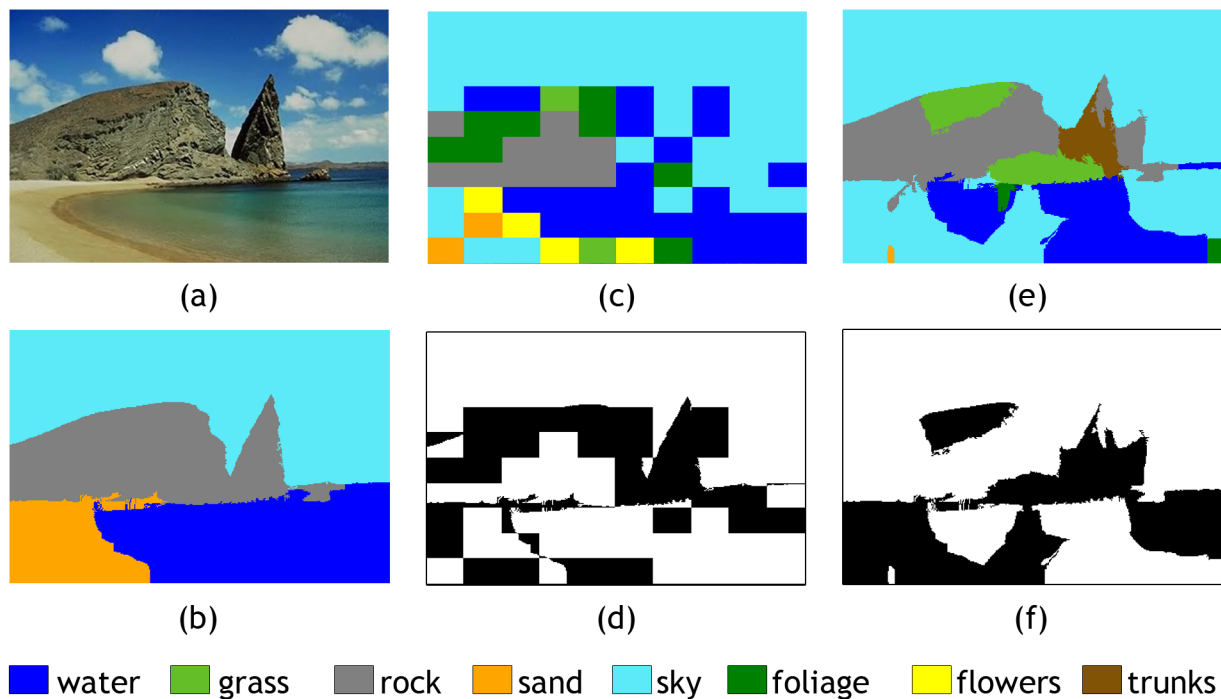 (a) (c) (e)
(b) (d) (f)
water grass rock sand sky foliage flowers trunks